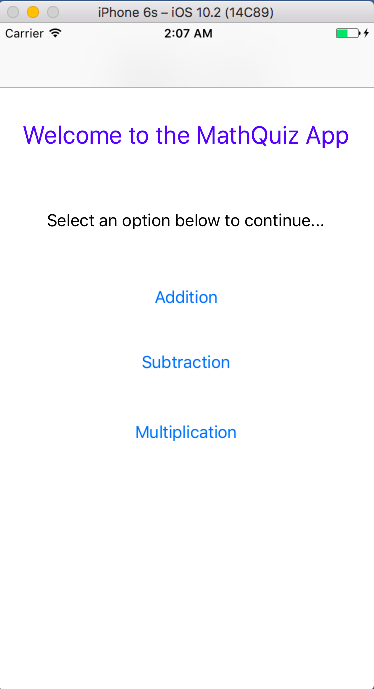 iPhone 6s – iOS 10.2 (14C89)
Carrier 2:07 AM
Welcome to the MathQuiz App
Select an option below to continue...
Addition
Subtraction
Multiplication